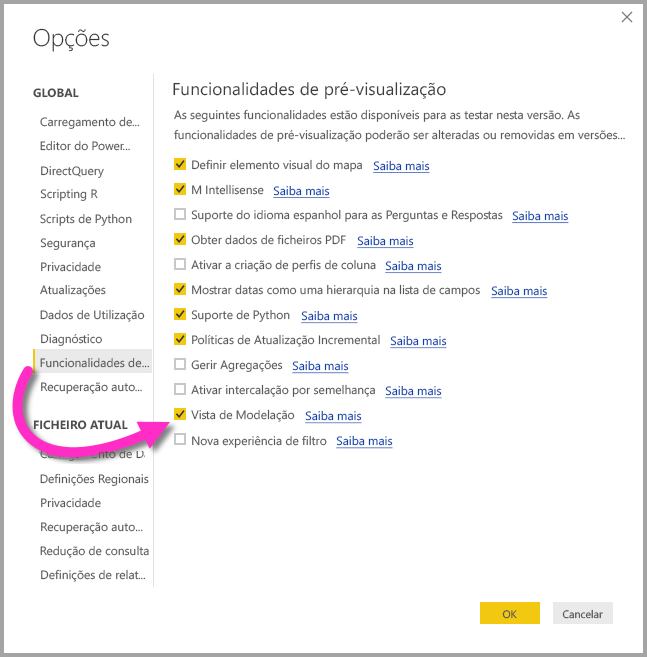 Opções
GLOBAL
Carregamento de...
Editor do Power...
DirectQuery
Scripting R
Scripts de Python
Segurança
Privacidade
Atualizações
Dados de Utilização
Diagnóstico
Funcionalidades de...
Recuperação auto...
FICHEIRO ATUAL
Carregamento de D
Definições Regionais
Privacidade
Recuperação auto...
Redução de consulta
Definições de relat...
Funcionalidades de pré-visualização
As seguintes funcionalidades estão disponíveis para as testar nesta versão. As
funcionalidades de pré-visualização poderão ser alteradas ou removidas em versões...
Definir elemento visual do mapa Saiba mais
M Intellisense Saiba mais
Suporte do idioma espanhol para as Perguntas e Respostas Saiba mais
Obter dados de ficheiros PDF Saiba mais
Ativar a criação de perfis de coluna Saiba mais
Mostrar datas como uma hierarquia na lista de campos Saiba mais
Suporte de Python Saiba mais
Políticas de Atualização Incremental Saiba mais
Gerir Agregações Saiba mais
Ativar intercalação por semelhança Saiba mais
Vista de Modelação Saiba mais
Nova experiência de filtro Saiba mais
OK
Cancelar